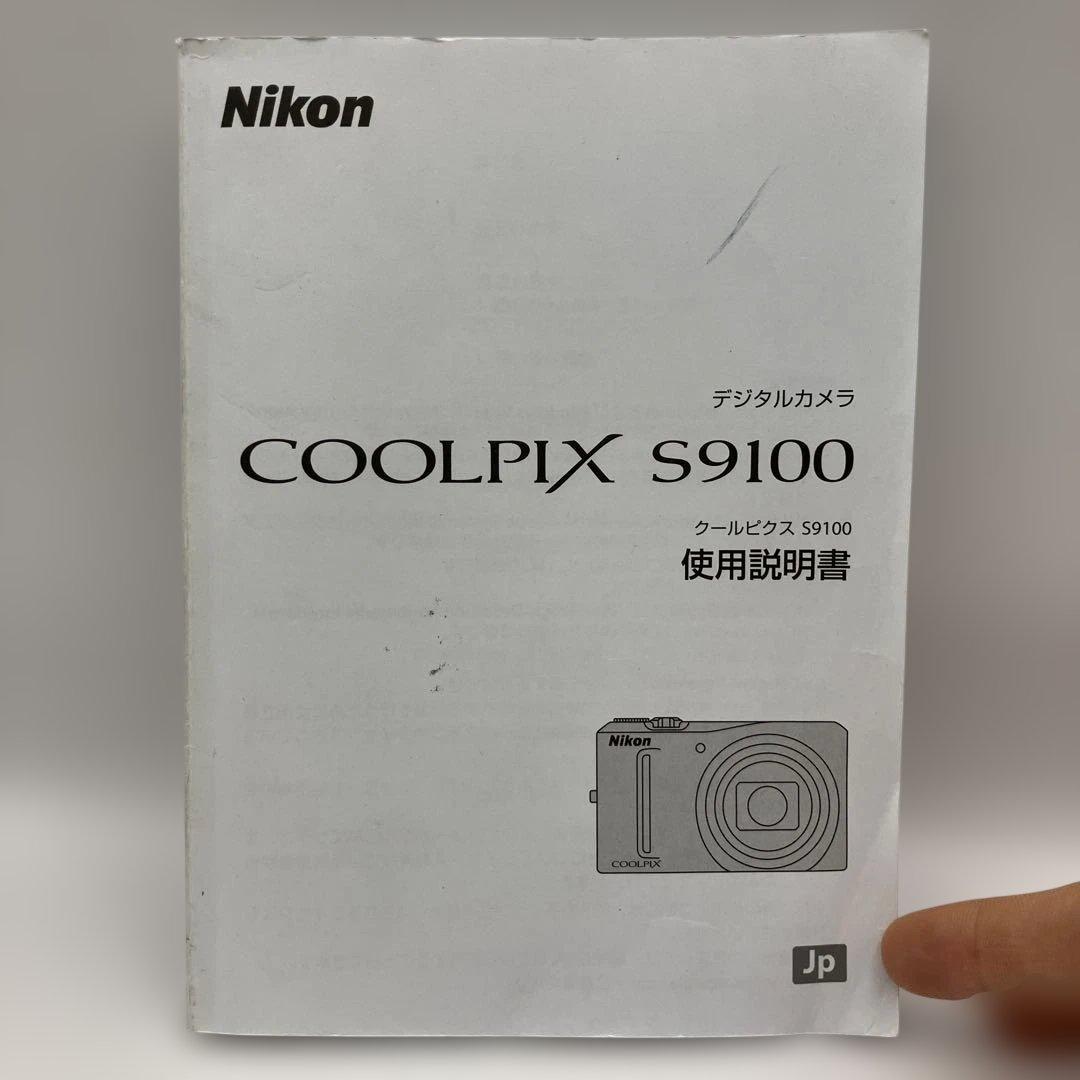 Nikon
デジタルカメラ
COOLPIX S9100
クールピクス S9100
使用説明書
Nikon
COOLPIX
Jp